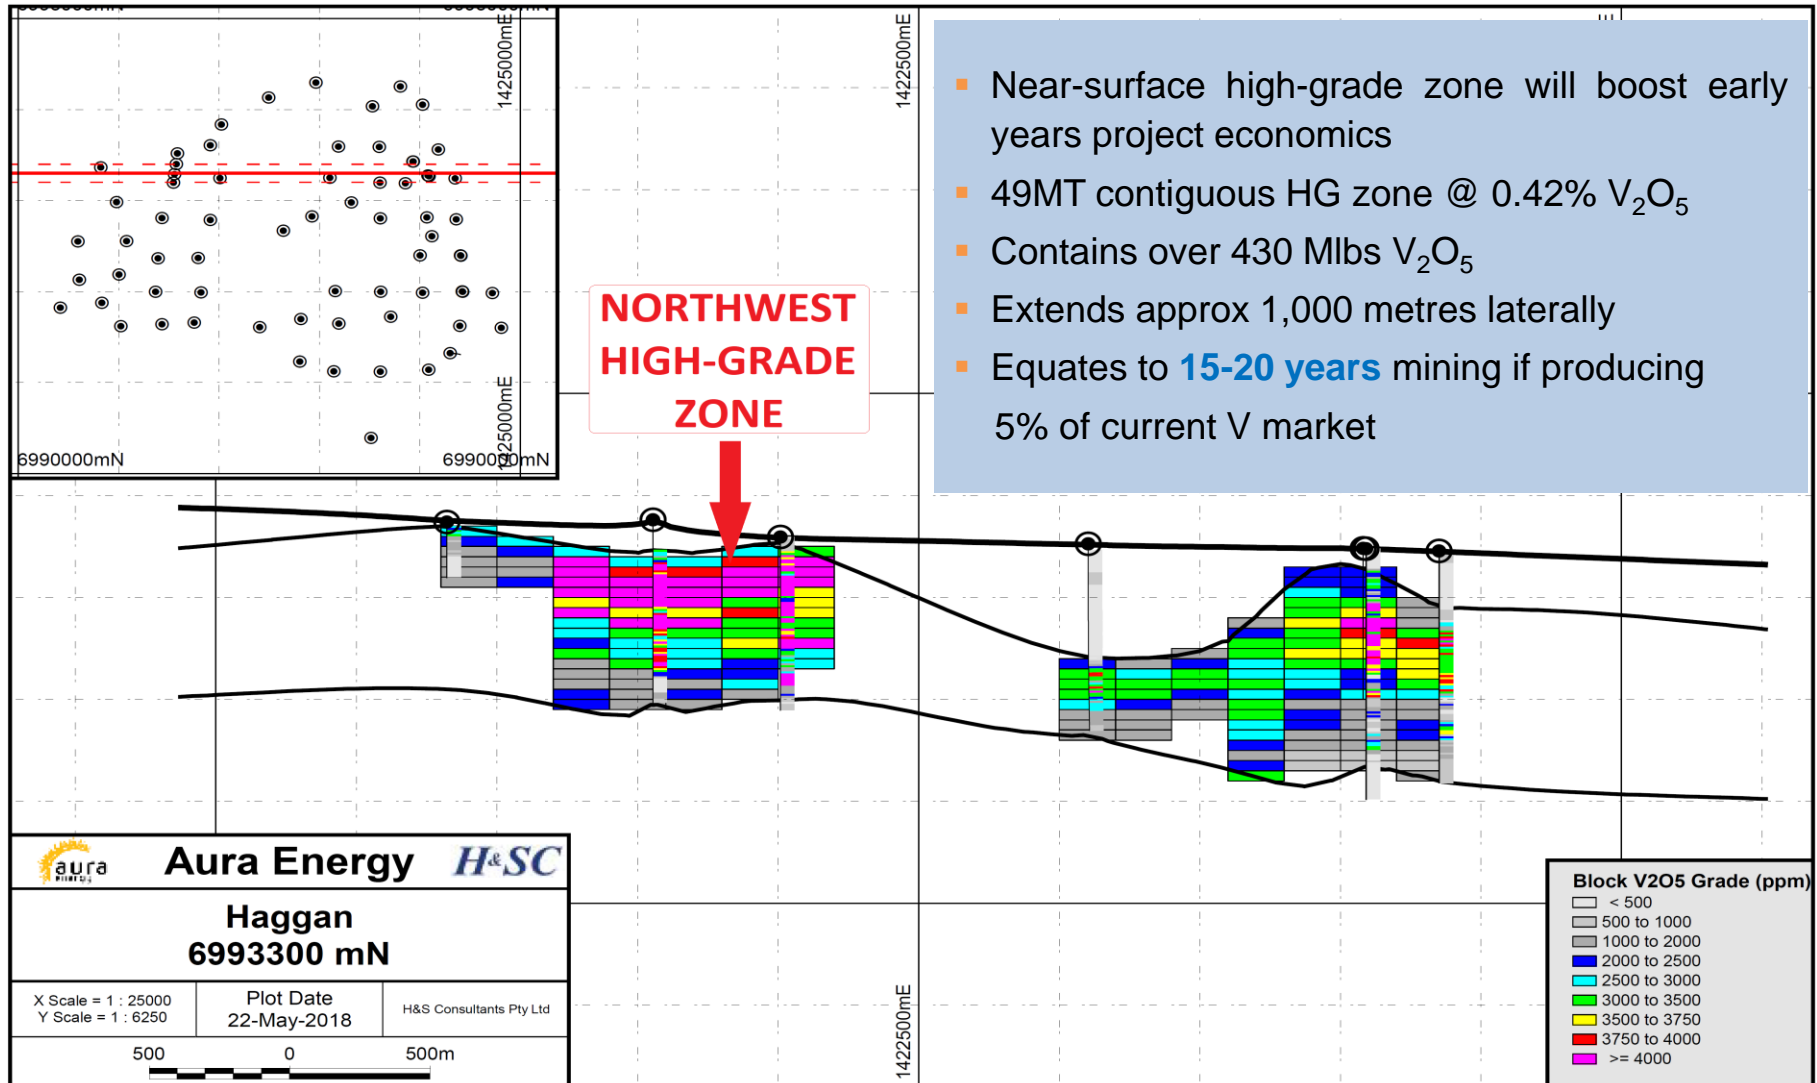 1425000mE
6990000mN
6990000mN
1425000mE
1422500mE
Near-surface high-grade zone will boost early
years project economics
49MT contiguous HG zone @ 0.42% V₂O₅
Contains over 430 Mlbs V₂O₅
Extends approx 1,000 metres laterally
Equates to 15-20 years mining if producing
5% of current V market
NORTHWEST
HIGH-GRADE
ZONE
aura
Aura Energy
H&SC
Haggan
6993300 mN
X Scale = 1 : 25000
Y Scale = 1 : 6250
Plot Date
22-May-2018
H&S Consultants Pty Ltd
500 0 500m
1422500mE
Block V2O5 Grade (ppm)
< 500
500 to 1000
1000 to 2000
2000 to 2500
2500 to 3000
3000 to 3500
3500 to 3750
3750 to 4000
>= 4000